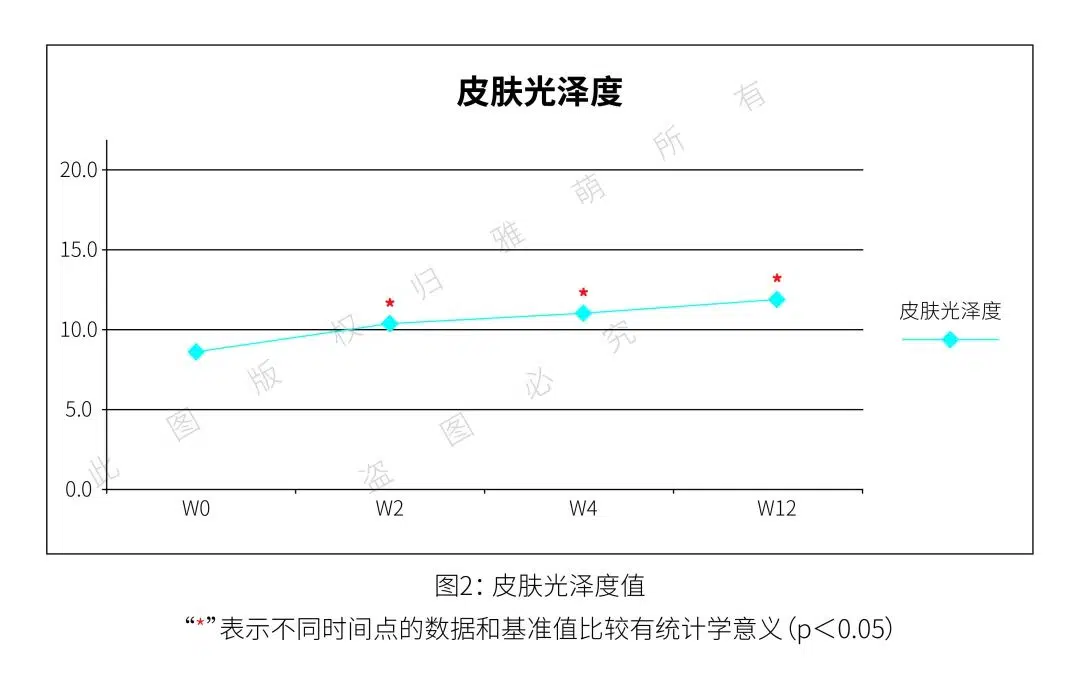 皮肤光泽度
20.0
15.0
10.0
5.0
0.0
W0 W2 W4 W12
* * *
皮肤光泽度
此图版权归雅萌所有
盗图必究
图2：皮肤光泽度值
“*”表示不同时间点的数据和基准值比较有统计学意义（p＜0.05）